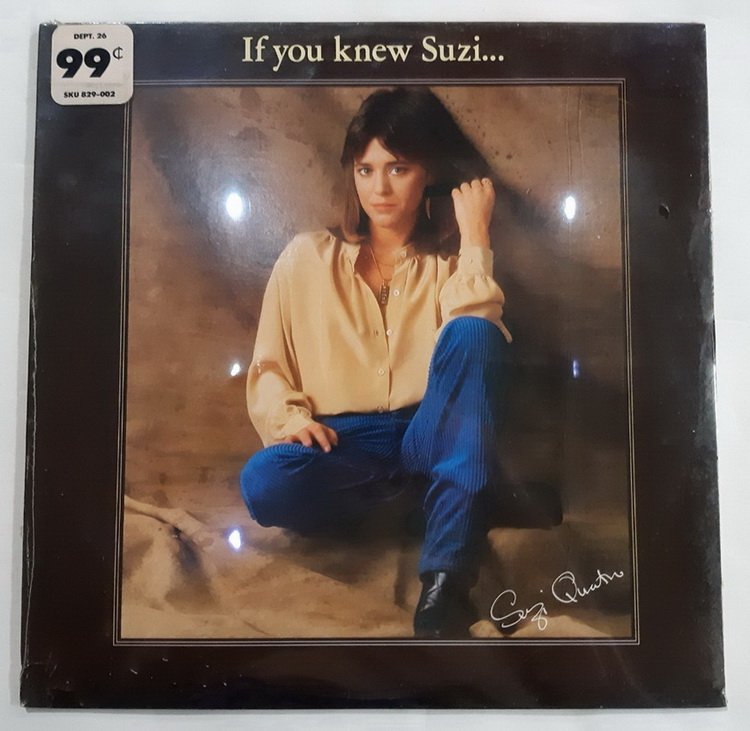 DEPT. 26
99¢
SKU 829-002
If you knew Suzi...
Suzi Quatro